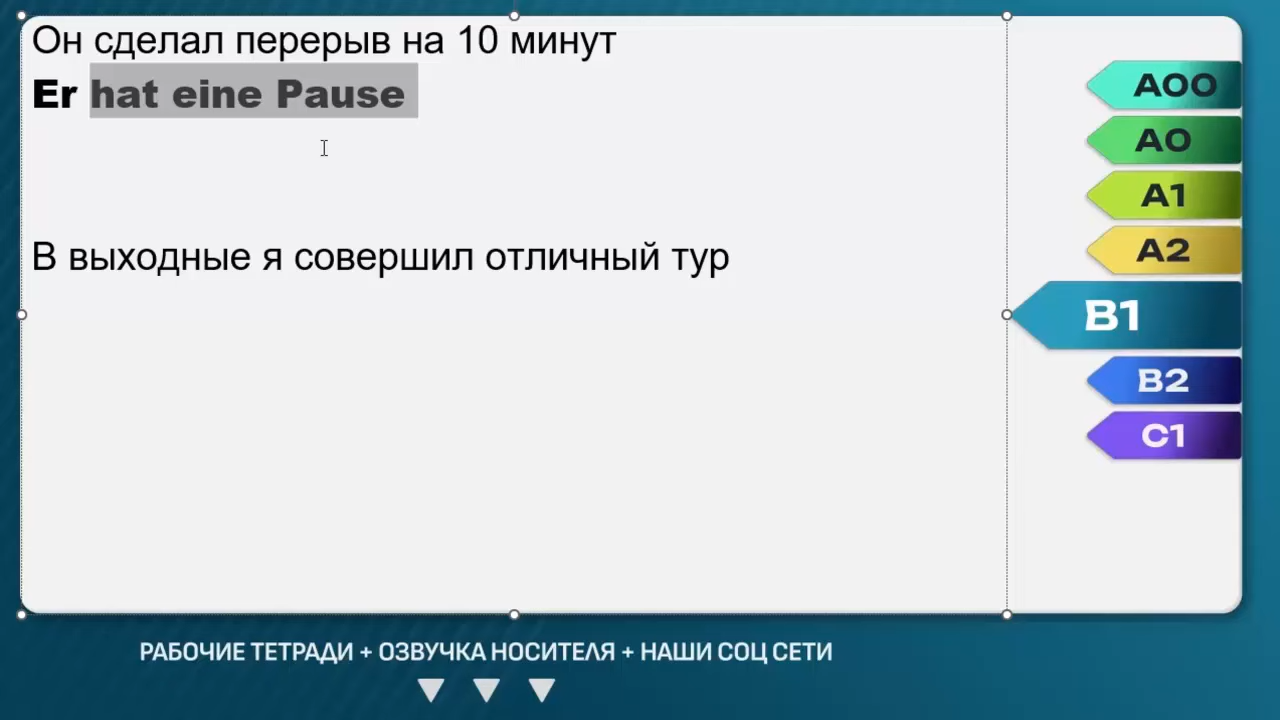 Он сделал перерыв на 10 минут
Er hat eine Pause
В выходные я совершил отличный тур
A00
A0
A1
A2
B1
B2
C1
РАБОЧИЕ ТЕТРАДИ + ОЗВУЧКА НОСИТЕЛЯ + НАШИ СОЦ СЕТИ